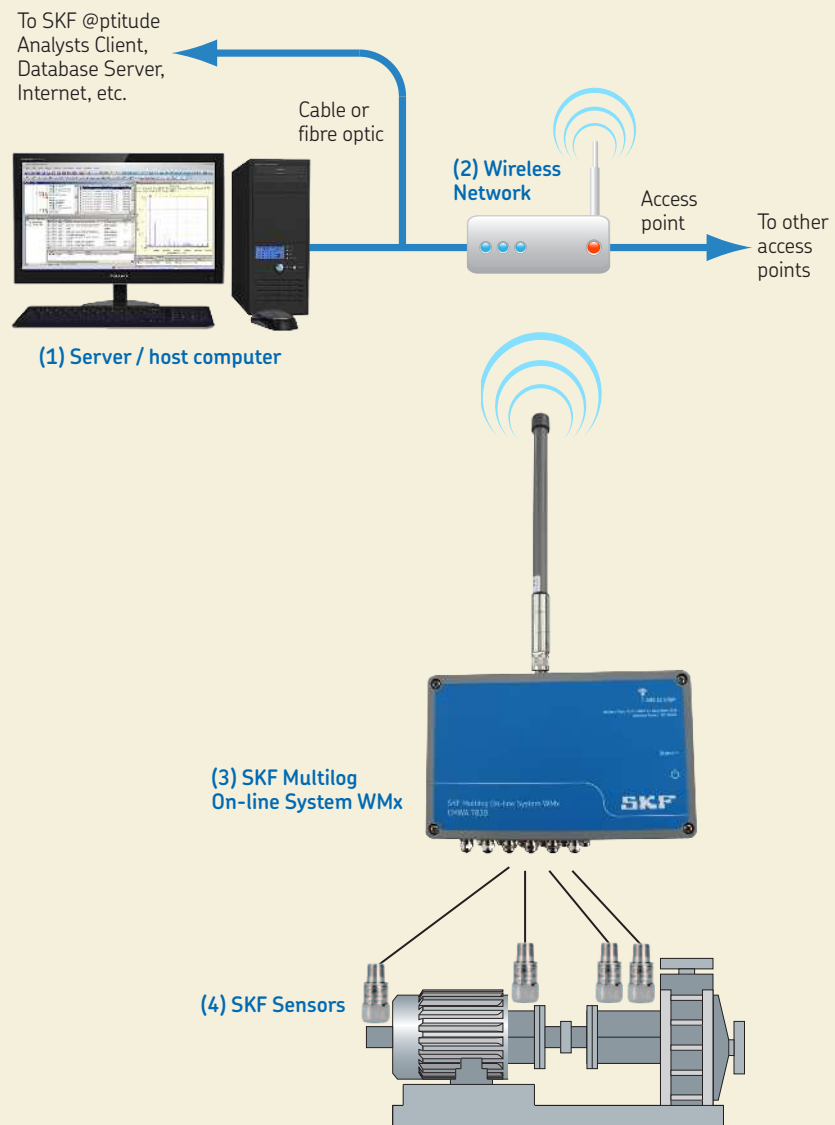 To SKF @ptitude
Analysts Client,
Database Server,
Internet, etc.
Cable or
fibre optic
(2) Wireless
Network
Access
point
To other
access
points
(1) Server / host computer
(3) SKF Multilog
On-line System WMx
SKF Multilog On-line System WMx
CMWA 7800
SKF
(4) SKF Sensors